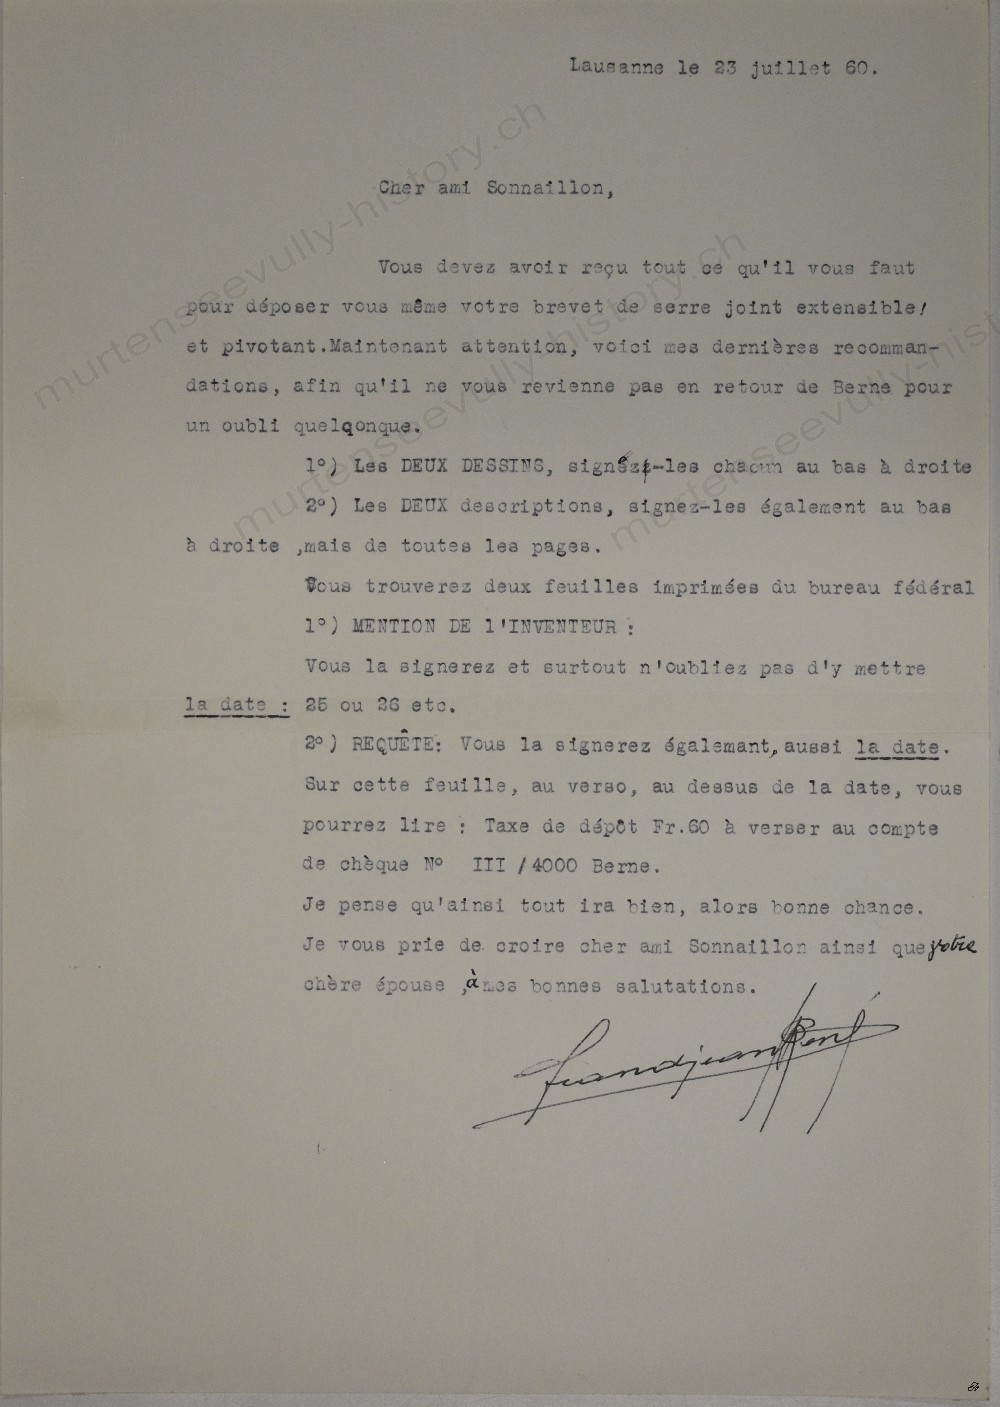 Lausanne le 23 juillet 60.
Cher ami Sonnaillon,
Vous devez avoir reçu tout ce qu'il vous faut
pour déposer vous même votre brevet de serre joint extensible/
et pivotant.Maintenant attention, voici mes dernières recomman-
dations, afin qu'il ne vous revienne pas en retour de Berne pour
un oubli quelqonque.
1°) Les DEUX DESSINS, signéz-les chacun au bas à droite
2°) Les DEUX descriptions, signez-les également au bas
à droite ,mais de toutes les pages.
Vous trouverez deux feuilles imprimées du bureau fédéral
1°) MENTION DE l'INVENTEUR :
Vous la signerez et surtout n'oubliez pas d'y mettre
la date : 25 ou 26 etc.
2°) REQUÊTE: Vous la signerez égalemant, aussi la date.
Sur cette feuille, au verso, au dessus de la date, vous
pourrez lire : Taxe de dépôt Fr.60 à verser au compte
de chèque N° III /4000 Berne.
Je pense qu'ainsi tout ira bien, alors bonne chance.
Je vous prie de croire cher ami Sonnaillon ainsi que votre
chère épouse ,à mes bonnes salutations.
murtenseevully-history.ch
murtenseevully-history.ch
murtenseevully-history.ch